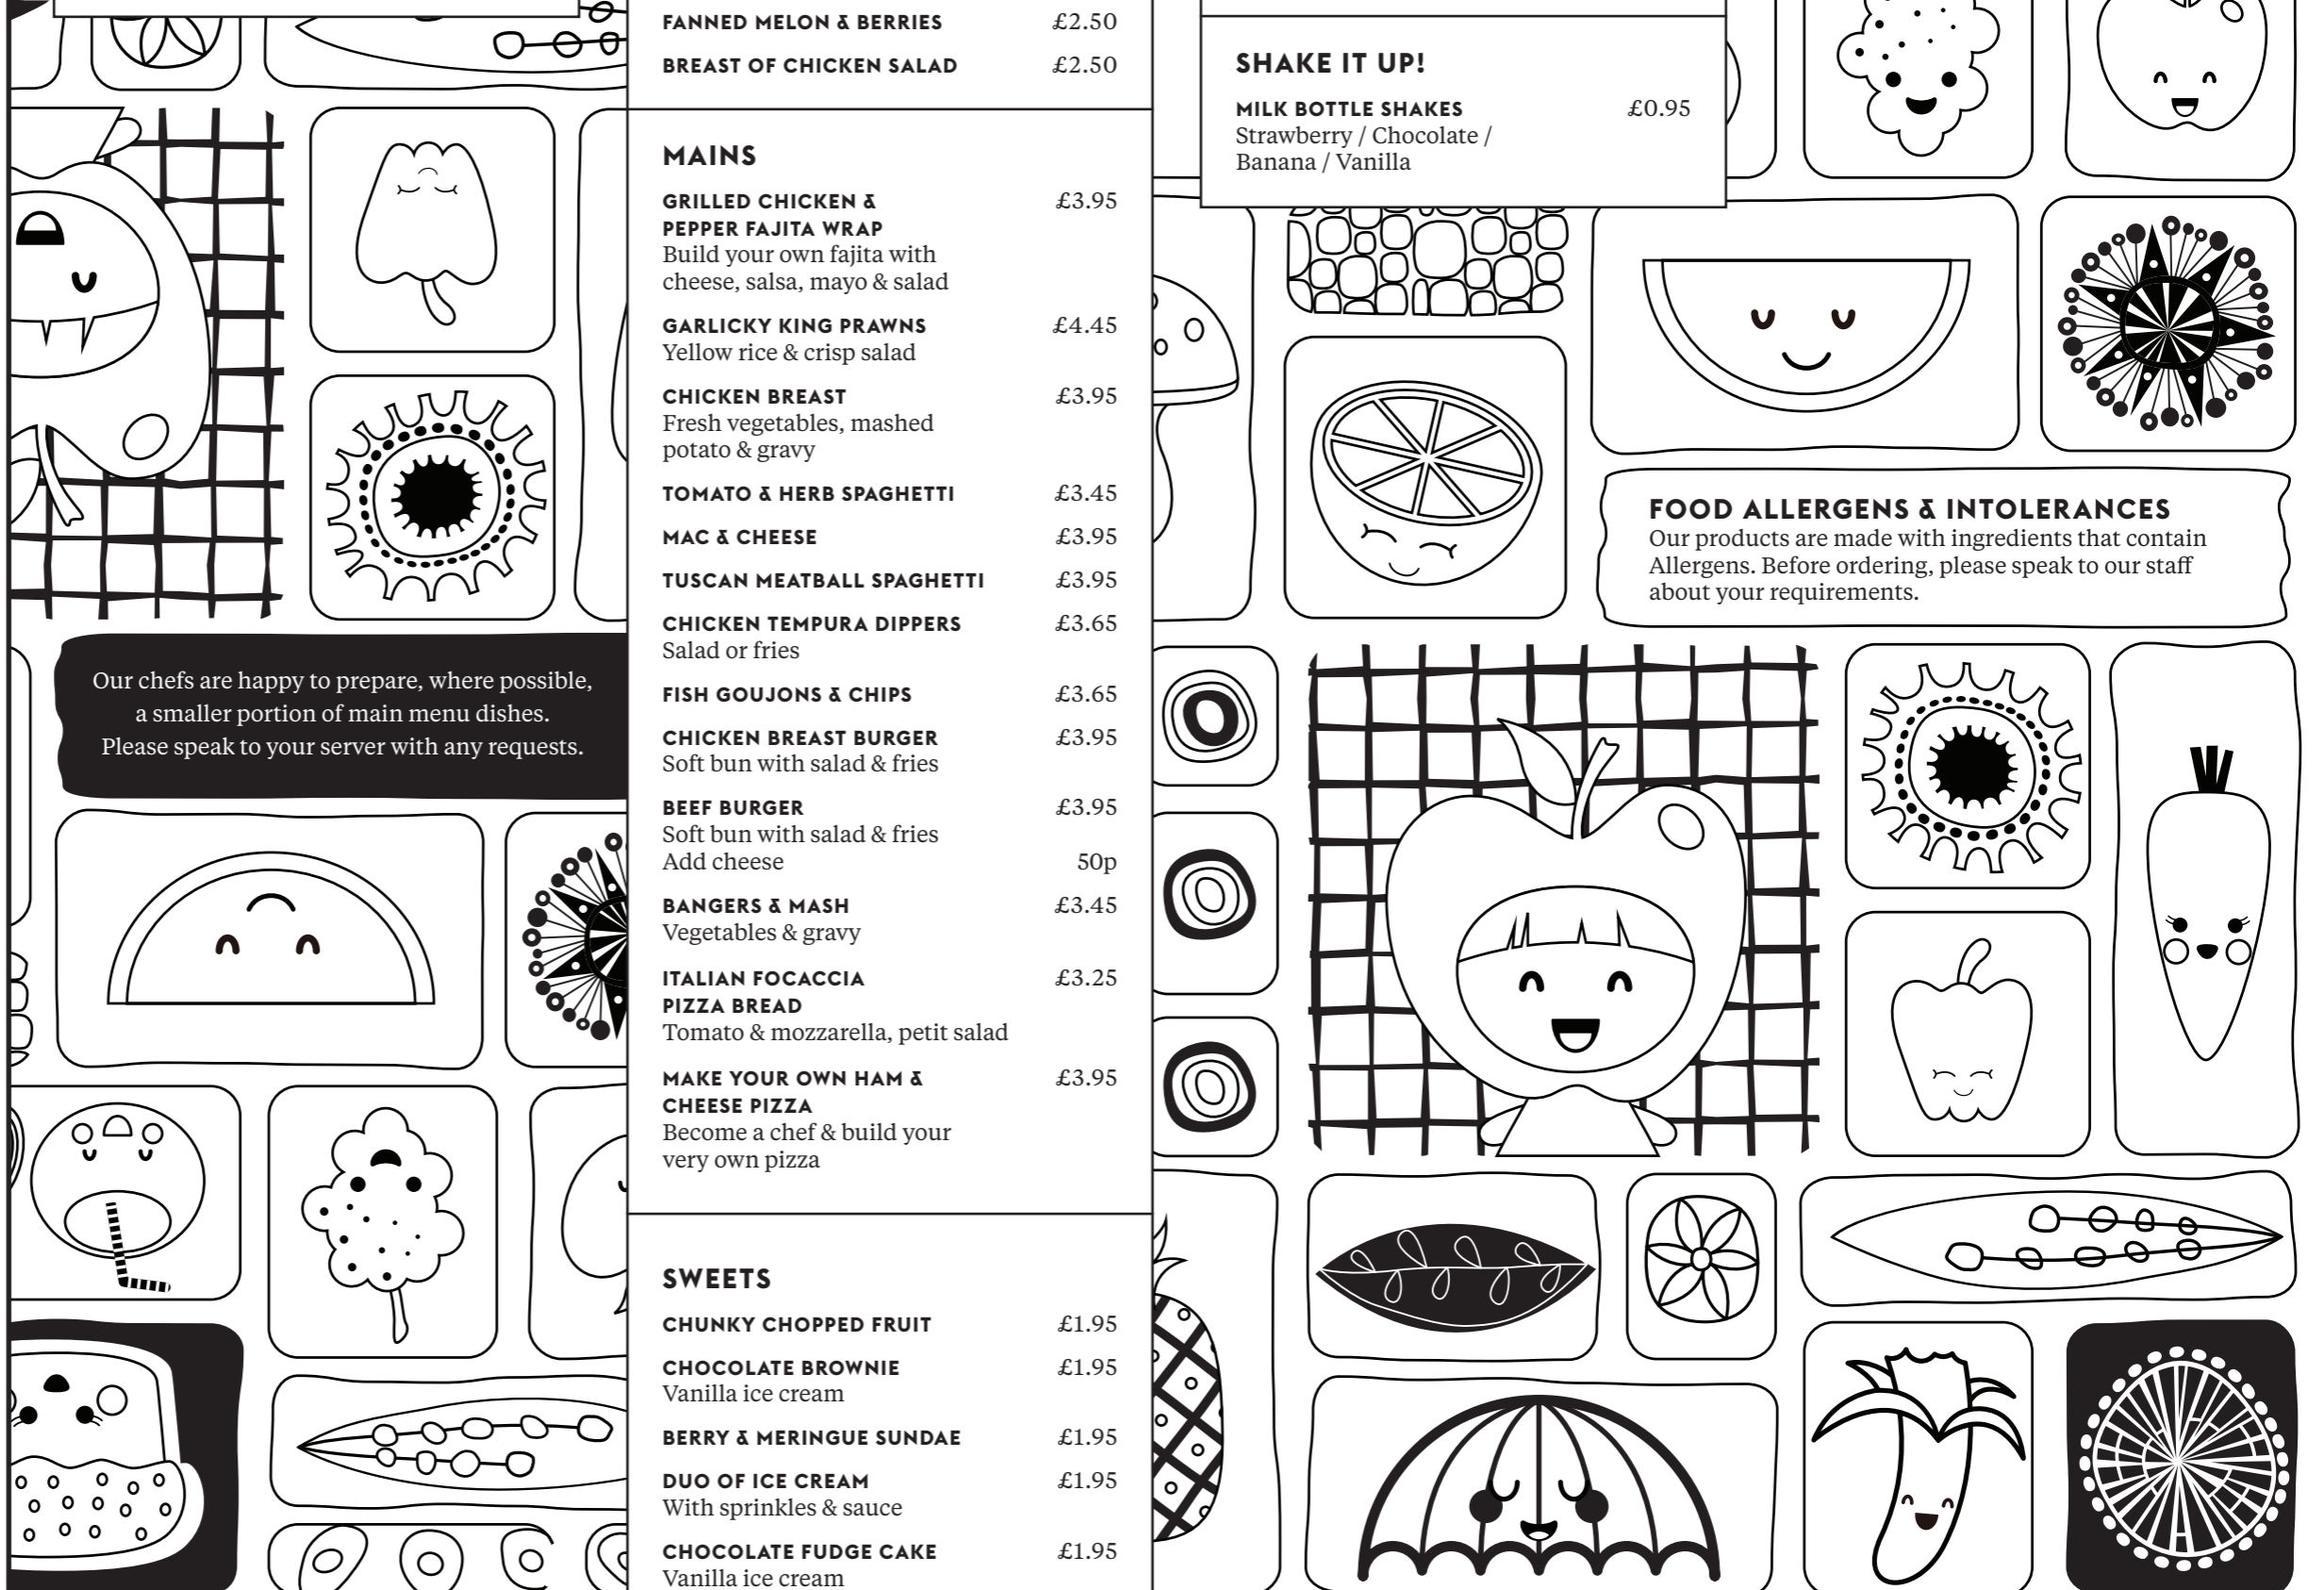 FANNED MELON & BERRIES £2.50
BREAST OF CHICKEN SALAD £2.50
MAINS
GRILLED CHICKEN & £3.95
PEPPER FAJITA WRAP
Build your own fajita with
cheese, salsa, mayo & salad
GARLICKY KING PRAWNS £4.45
Yellow rice & crisp salad
CHICKEN BREAST £3.95
Fresh vegetables, mashed
potato & gravy
TOMATO & HERB SPAGHETTI £3.45
MAC & CHEESE £3.95
TUSCAN MEATBALL SPAGHETTI £3.95
CHICKEN TEMPURA DIPPERS £3.65
Salad or fries
FISH GOUJONS & CHIPS £3.65
CHICKEN BREAST BURGER £3.95
Soft bun with salad & fries
BEEF BURGER £3.95
Soft bun with salad & fries
Add cheese 50p
BANGERS & MASH £3.45
Vegetables & gravy
ITALIAN FOCACCIA £3.25
PIZZA BREAD
Tomato & mozzarella, petit salad
MAKE YOUR OWN HAM & £3.95
CHEESE PIZZA
Become a chef & build your
very own pizza
SWEETS
CHUNKY CHOPPED FRUIT £1.95
CHOCOLATE BROWNIE £1.95
Vanilla ice cream
BERRY & MERINGUE SUNDAE £1.95
DUO OF ICE CREAM £1.95
With sprinkles & sauce
CHOCOLATE FUDGE CAKE £1.95
Vanilla ice cream
Our chefs are happy to prepare, where possible,
a smaller portion of main menu dishes.
Please speak to your server with any requests.
SHAKE IT UP!
MILK BOTTLE SHAKES £0.95
Strawberry / Chocolate /
Banana / Vanilla
FOOD ALLERGENS & INTOLERANCES
Our products are made with ingredients that contain
Allergens. Before ordering, please speak to our staff
about your requirements.